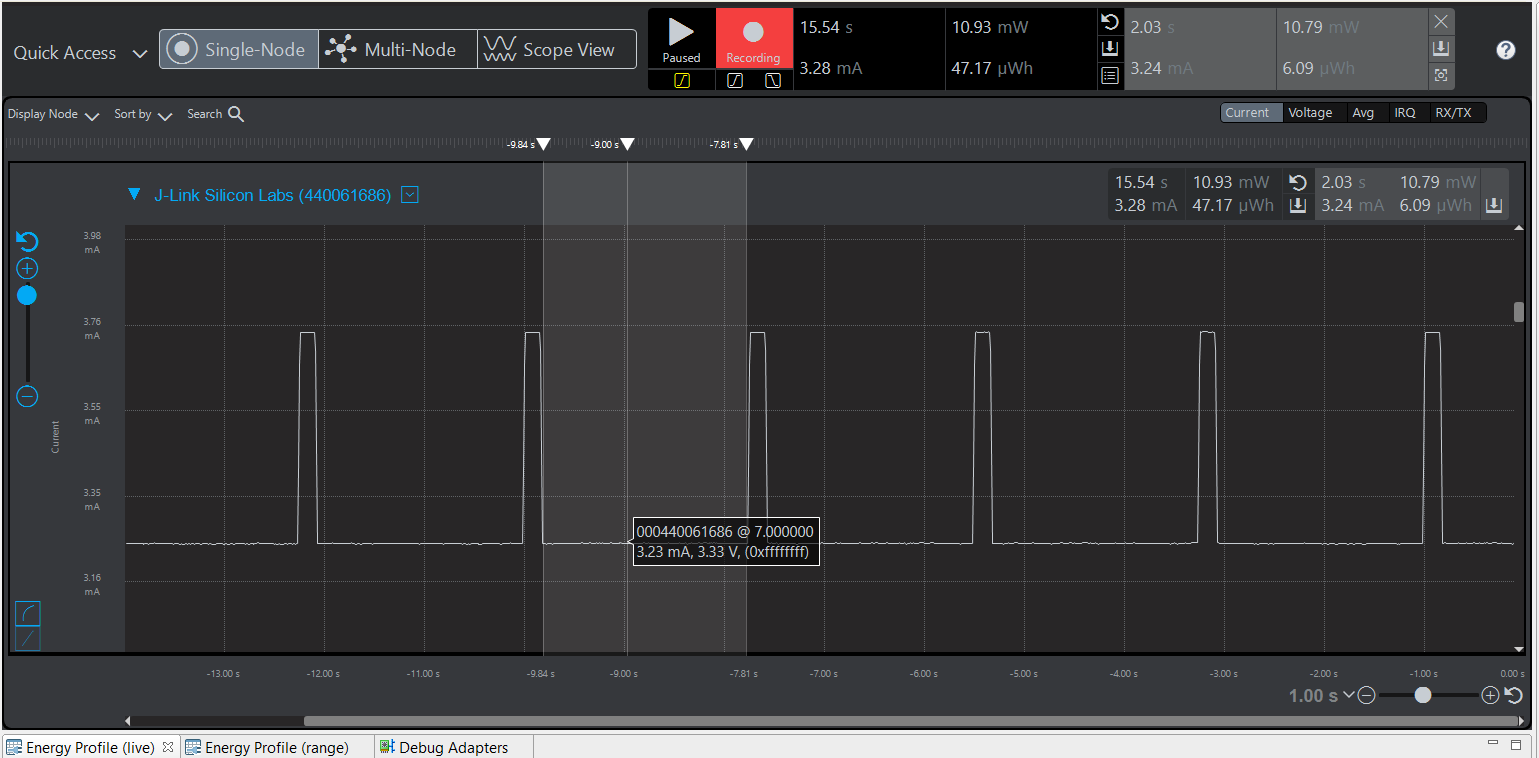 Quick Access
Single-Node
Multi-Node
Scope View
Paused
Recording
15.54 s
3.28 mA
10.93 mW
47.17 µWh
2.03 s
3.24 mA
10.79 mW
6.09 µWh
?
Display Node
Sort by
Search
Current
Voltage
Avg
IRQ
RX/TX
-9.84 s
-9.00 s
-7.81 s
J-Link Silicon Labs (440061686)
15.54 s
3.28 mA
10.93 mW
47.17 µWh
2.03 s
3.24 mA
10.79 mW
6.09 µWh
3.98
mA
3.76
mA
3.55
mA
3.35
mA
3.16
mA
Current
000440061686 @ 7.000000
3.23 mA, 3.33 V, (0xffffffff)
-13.00 s
-12.00 s
-11.00 s
-9.84 s
-9.00 s
-7.81 s
-7.00 s
-6.00 s
-5.00 s
-4.00 s
-3.00 s
-2.00 s
-1.00 s
0.00 s
1.00 s
Energy Profile (live)
Energy Profile (range)
Debug Adapters